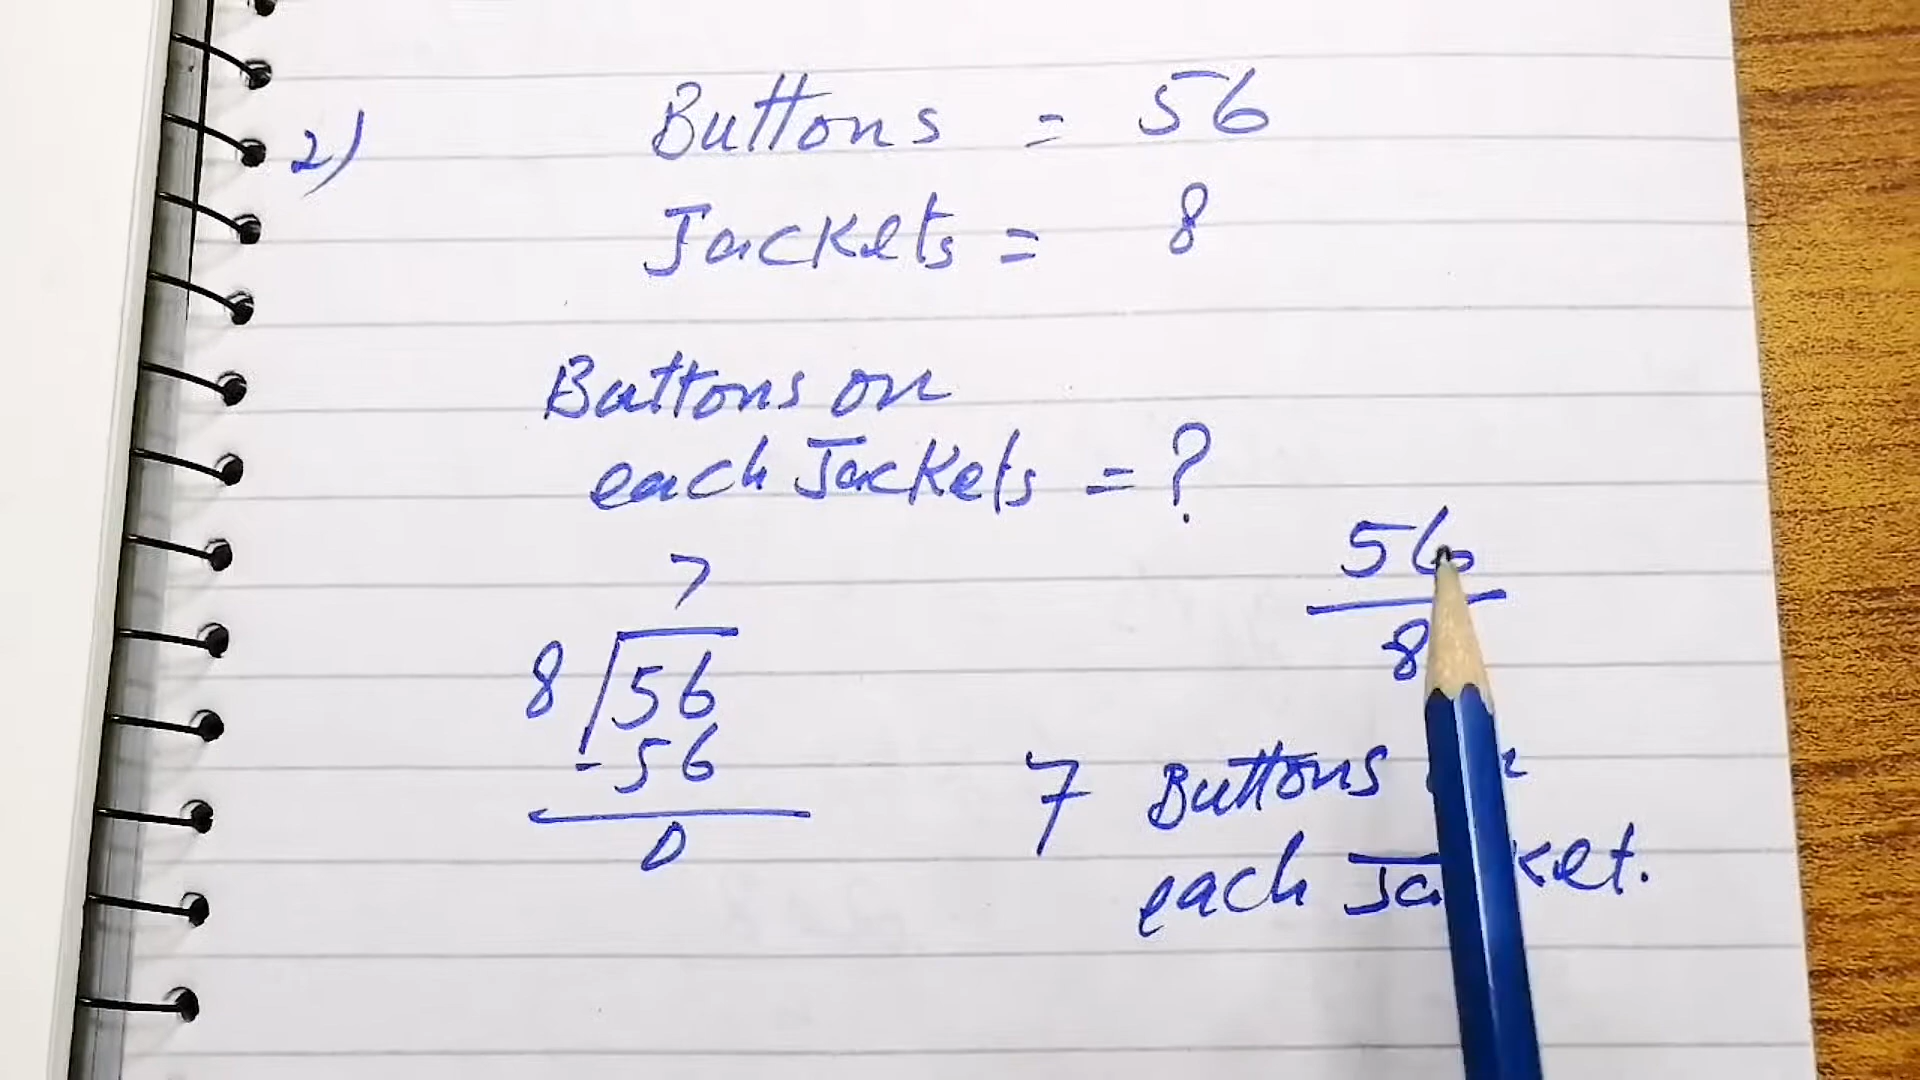 2) Buttons = 56
Jackets = 8
Buttons on
each Jackets = ?
7
8 56
-56
0
56
8
7 Buttons
each Jacket.